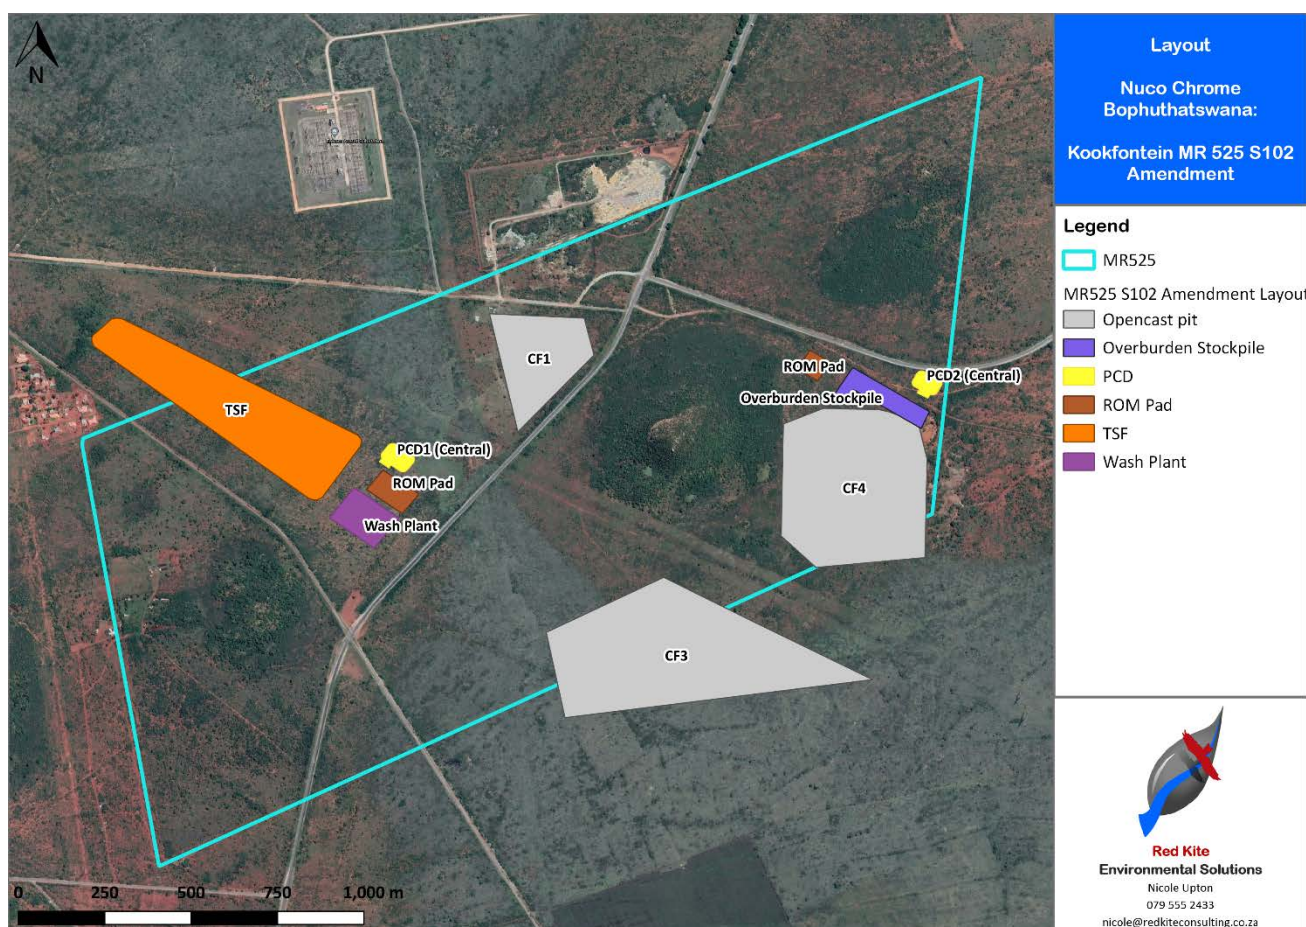 N
Layout
Nuco Chrome
Bophuthatswana:
Kookfontein MR 525 S102
Amendment
Legend
MR525
MR525 S102 Amendment Layout
Opencast pit
Overburden Stockpile
PCD
ROM Pad
TSF
Wash Plant
CF1
ROM Pad
PCD2 (Central)
Overburden Stockpile
TSF
PCD1 (Central)
ROM Pad
CF4
Wash Plant
CF3
0 250 500 750 1,000 m
Red Kite
Environmental Solutions
Nicole Upton
079 555 2433
nicole@redkiteconsulting.co.za